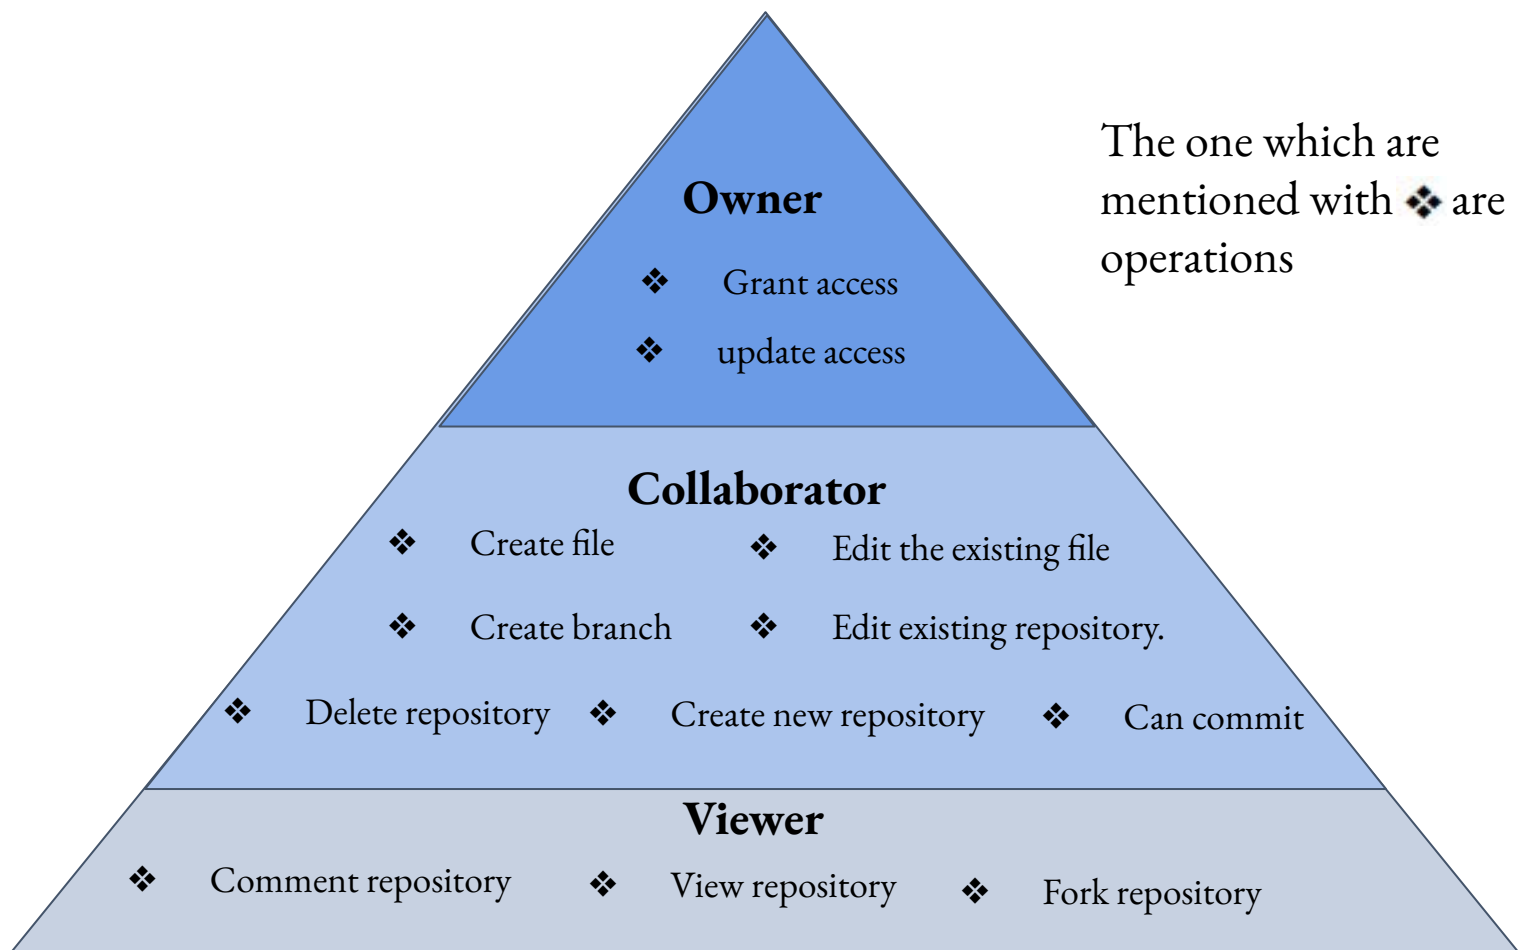 The one which are
mentioned with ❖ are
operations
Owner
❖ Grant access
❖ update access
Collaborator
❖ Create file ❖ Edit the existing file
❖ Create branch ❖ Edit existing repository.
❖ Delete repository ❖ Create new repository ❖ Can commit
Viewer
❖ Comment repository ❖ View repository ❖ Fork repository